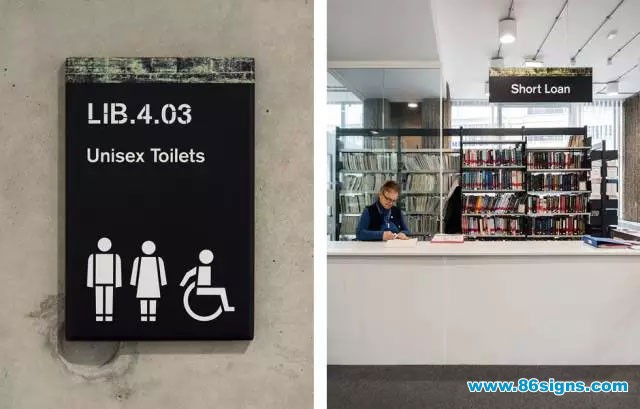 LIB.4.03
Unisex Toilets
Short Loan
www.86signs.com